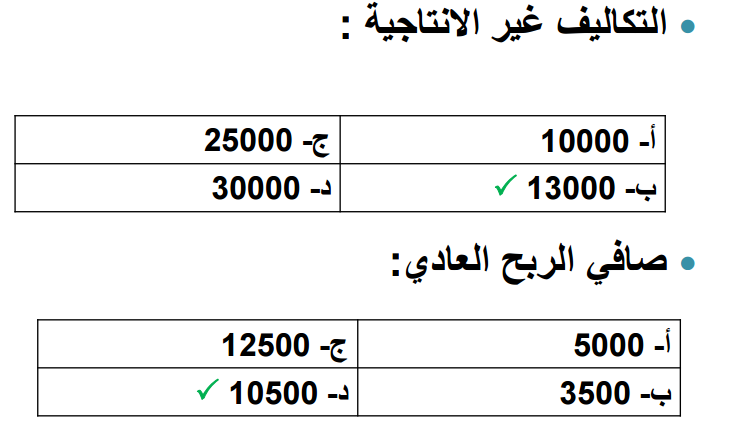 • التكاليف غير الانتاجية :
أ- 10000 ج- 25000
ب- 13000 ✓ د- 30000
• صافي الربح العادي:
أ- 5000 ج- 12500
ب- 3500 د- 10500 ✓